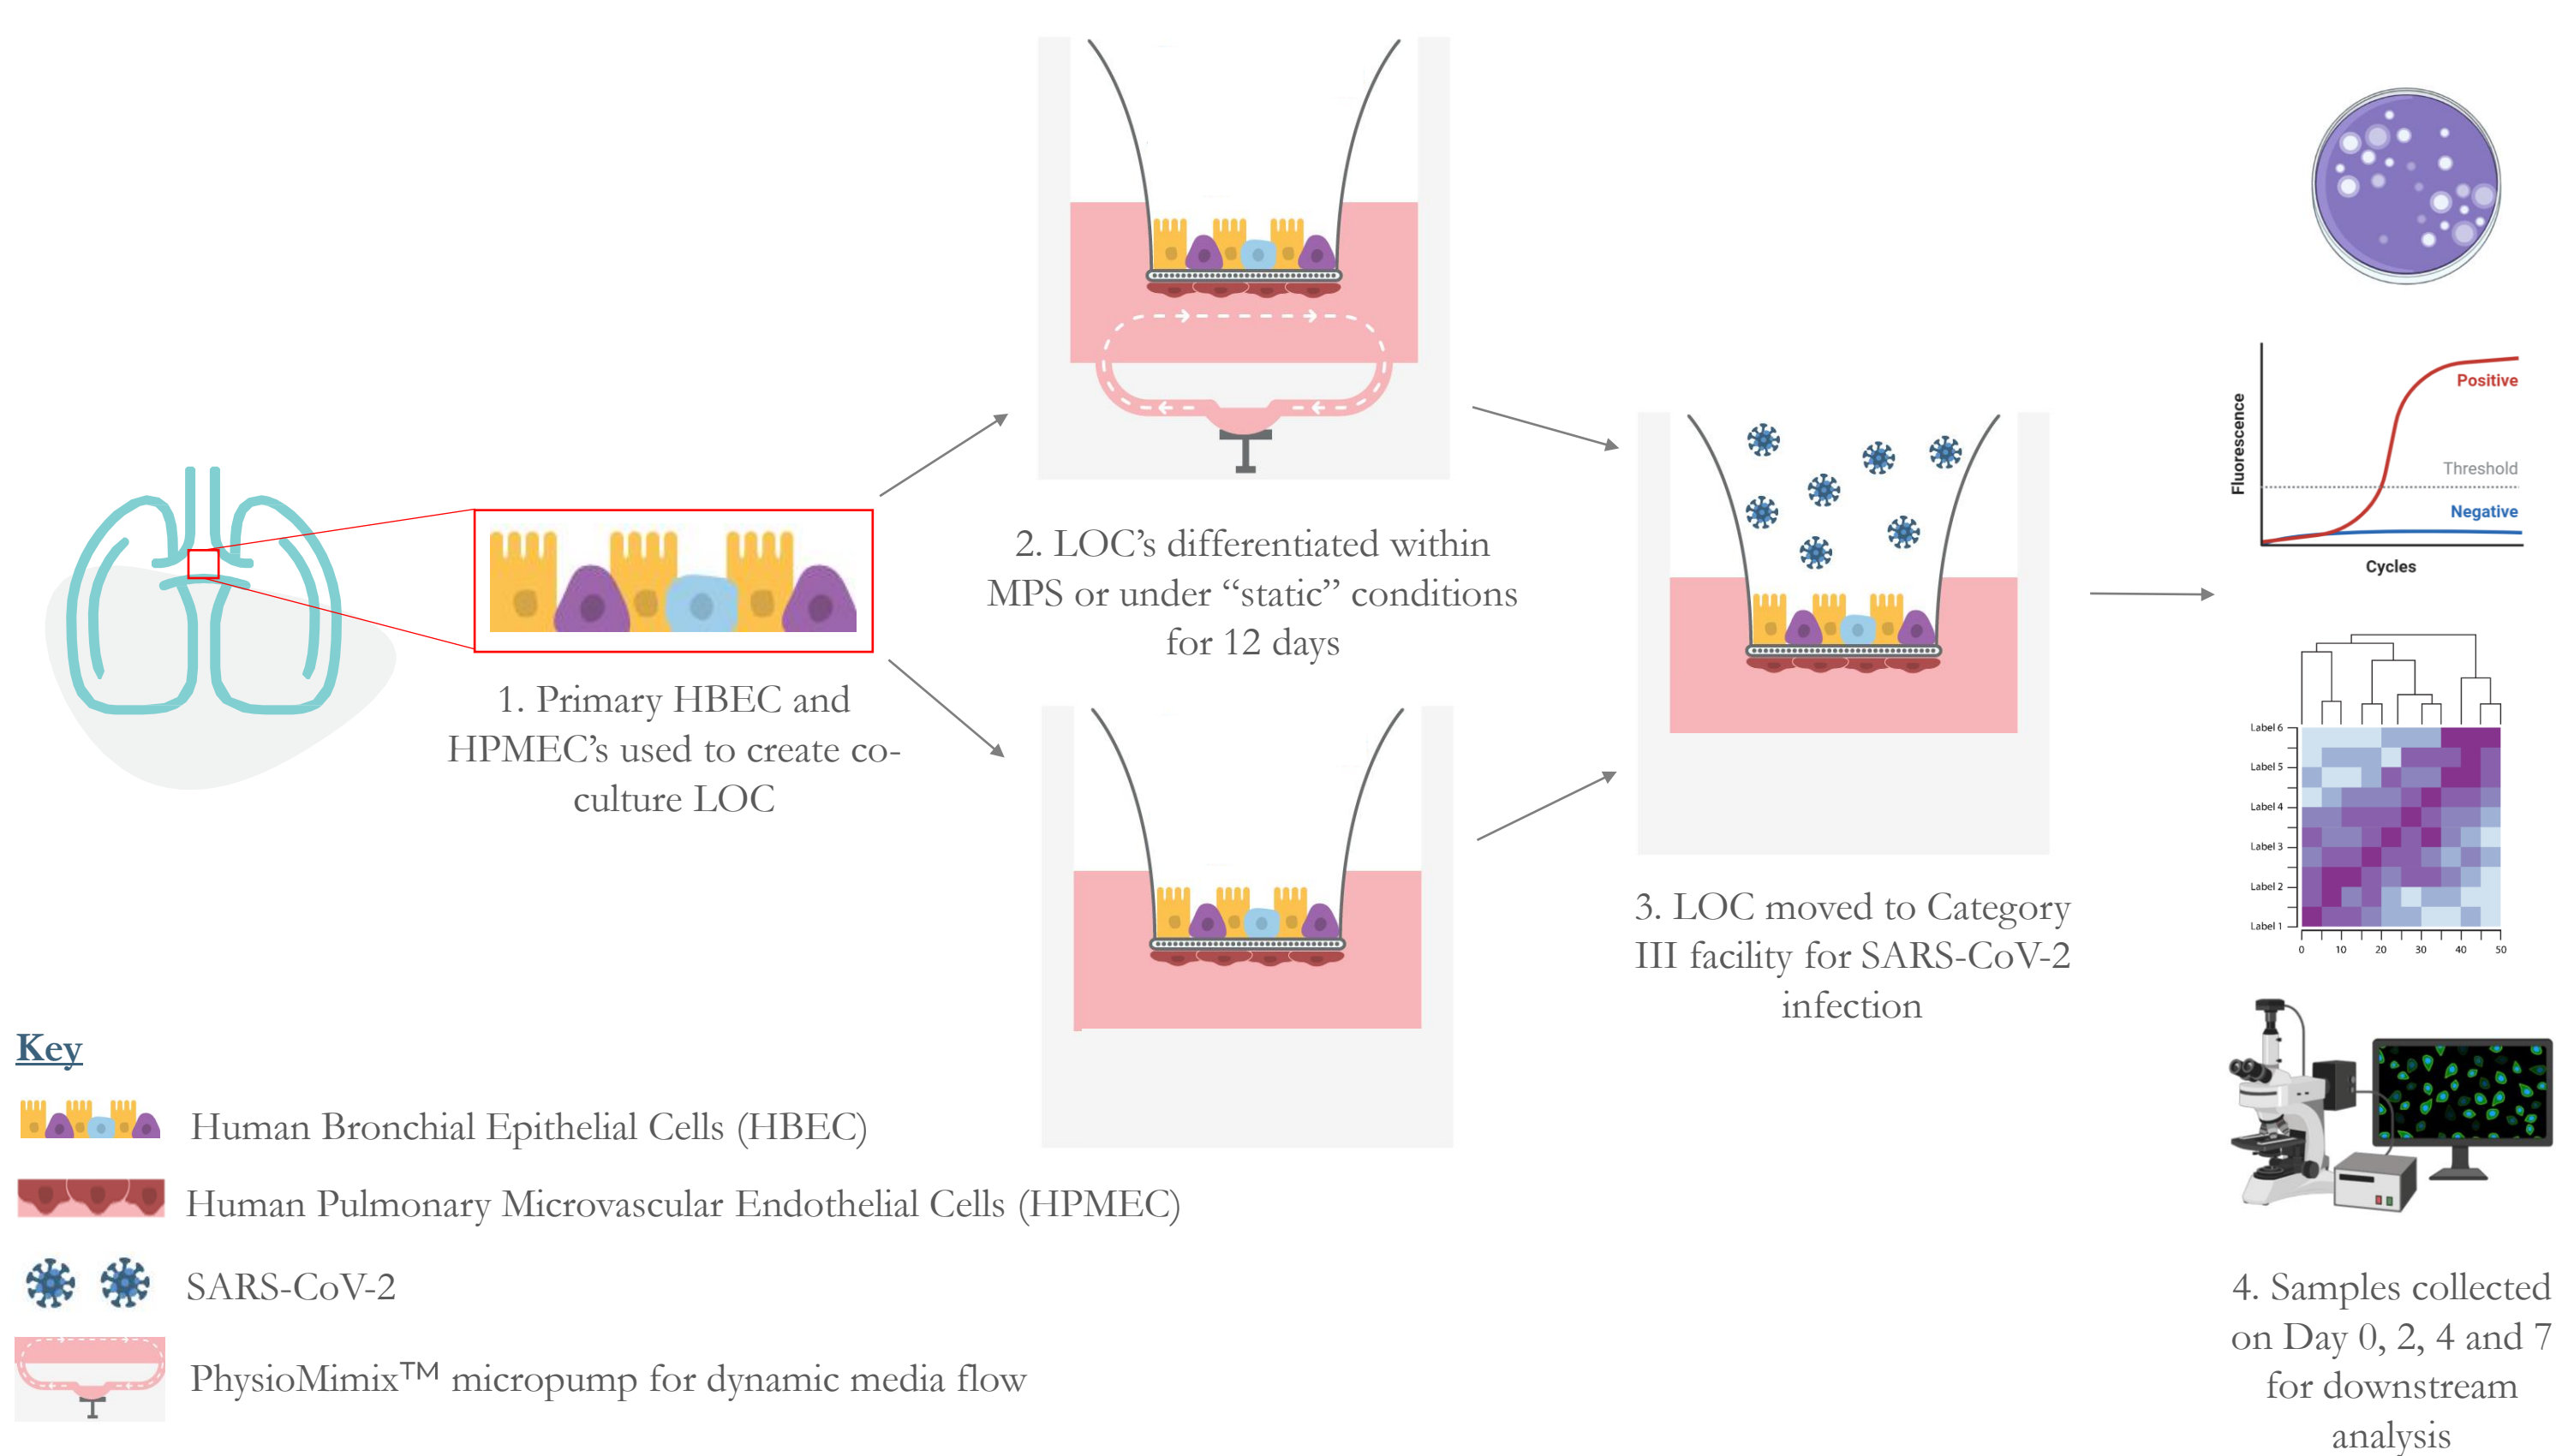 1. Primary HBEC and
HPMEC's used to create co-
culture LOC
2. LOC's differentiated within
MPS or under “static” conditions
for 12 days
3. LOC moved to Category
III facility for SARS-CoV-2
infection
Fluorescence
Positive
Threshold
Negative
Cycles
Label 6
Label 5
Label 4
Label 3
Label 2
Label 1
0 10 20 30 40 50
4. Samples collected
on Day 0, 2, 4 and 7
for downstream
analysis
Key
Human Bronchial Epithelial Cells (HBEC)
Human Pulmonary Microvascular Endothelial Cells (HPMEC)
SARS-CoV-2
PhysioMimix™ micropump for dynamic media flow